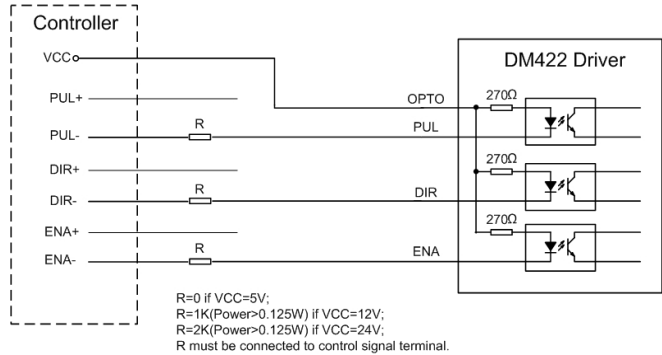 Controller
DM422 Driver
VCC
PUL+
OPTO
270Ω
PUL-
R
PUL
DIR+
270Ω
DIR-
R
DIR
ENA+
270Ω
ENA-
R
ENA
R=0 if VCC=5V;
R=1K(Power>0.125W) if VCC=12V;
R=2K(Power>0.125W) if VCC=24V;
R must be connected to control signal terminal.